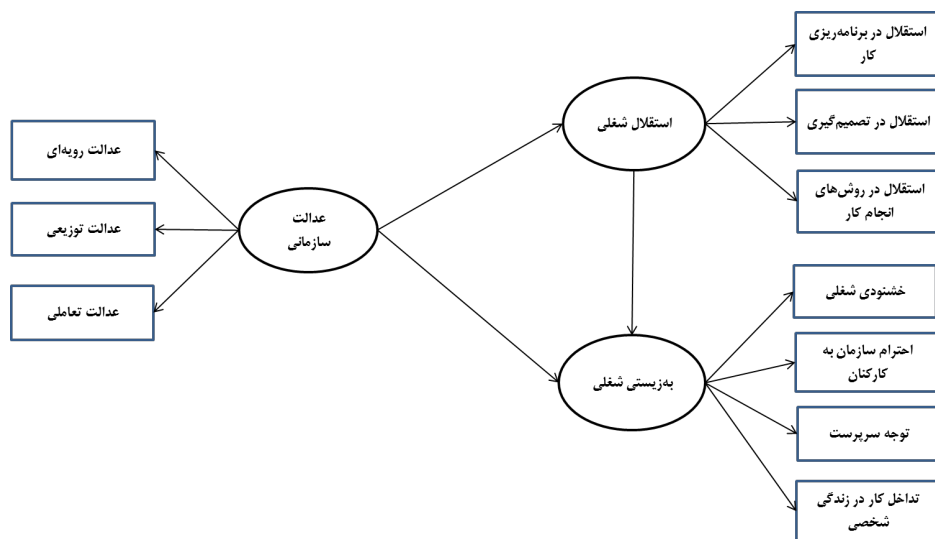 استقلال در برنامه‌ریزی
کار
استقلال شغلی
استقلال در تصمیم‌گیری
عدالت رویه‌ای
استقلال در روش‌های
انجام کار
عدالت
سازمانی
عدالت توزیعی
خشنودی شغلی
عدالت تعاملی
احترام سازمان به
کارکنان
به‌زیستی شغلی
توجه سرپرست
تداخل کار در زندگی
شخصی